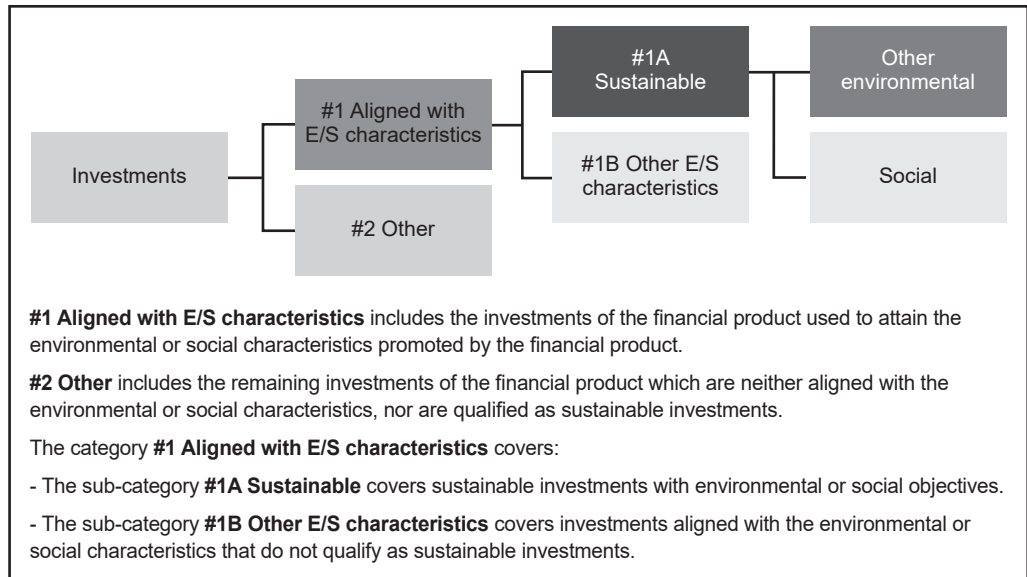 #1A
Sustainable
Other
environmental
#1 Aligned with
E/S characteristics
Investments
#1B Other E/S
characteristics
Social
#2 Other
#1 Aligned with E/S characteristics includes the investments of the financial product used to attain the
environmental or social characteristics promoted by the financial product.
#2 Other includes the remaining investments of the financial product which are neither aligned with the
environmental or social characteristics, nor are qualified as sustainable investments.
The category #1 Aligned with E/S characteristics covers:
- The sub-category #1A Sustainable covers sustainable investments with environmental or social objectives.
- The sub-category #1B Other E/S characteristics covers investments aligned with the environmental or
social characteristics that do not qualify as sustainable investments.